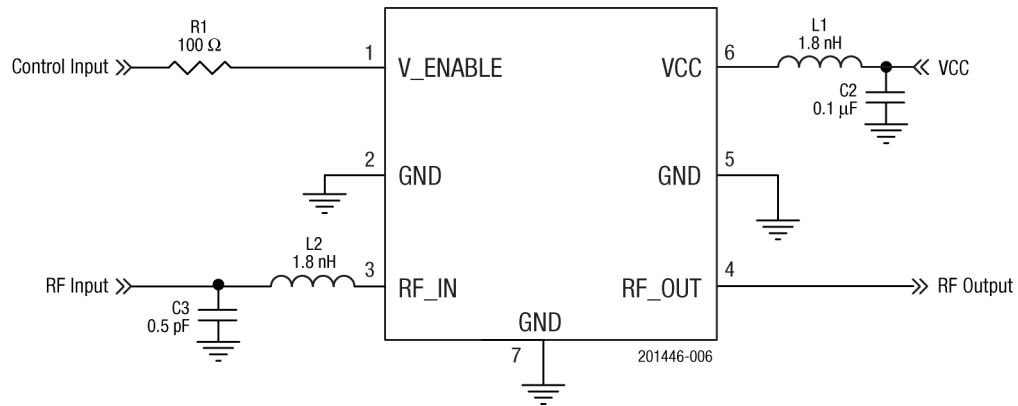 R1
100 Ω
Control Input
1
V_ENABLE
VCC
6
L1
1.8 nH
VCC
C2
0.1 µF
2
GND
GND
5
L2
1.8 nH
RF Input
3
RF_IN
RF_OUT
4
RF Output
C3
0.5 pF
GND
7
201446-006